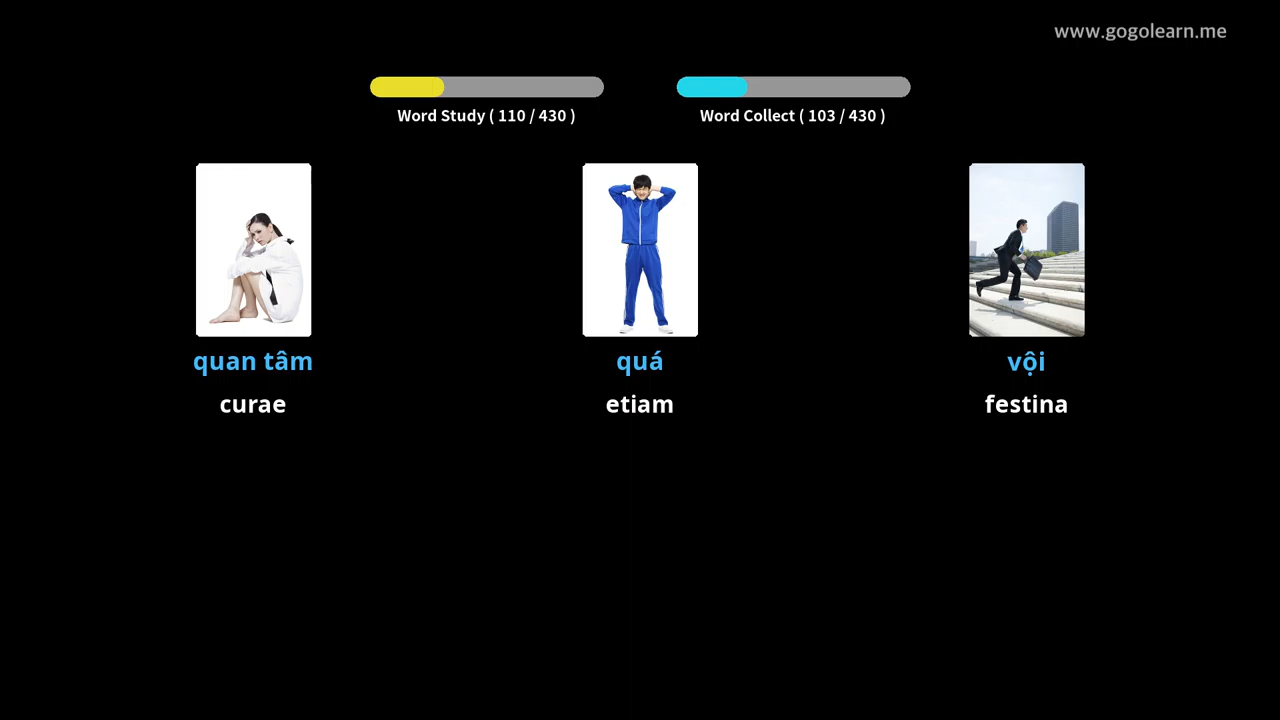 www.gogolearn.me
Word Study ( 110 / 430 )
Word Collect ( 103 / 430 )
quan tâm
curae
quá
etiam
vội
festina